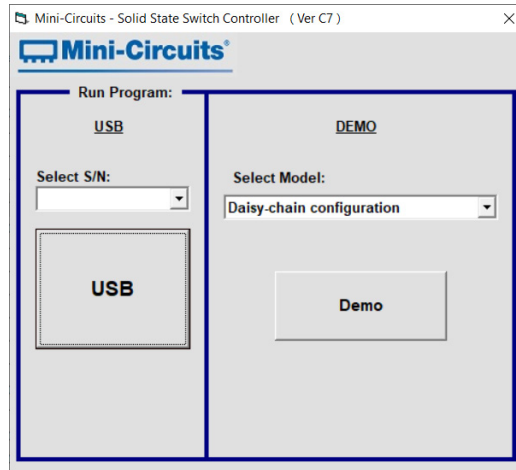 Mini-Circuits - Solid State Switch Controller ( Ver C7 )
Mini-Circuits®
Run Program:
USB
Select S/N:
USB
DEMO
Select Model:
Daisy-chain configuration
Demo